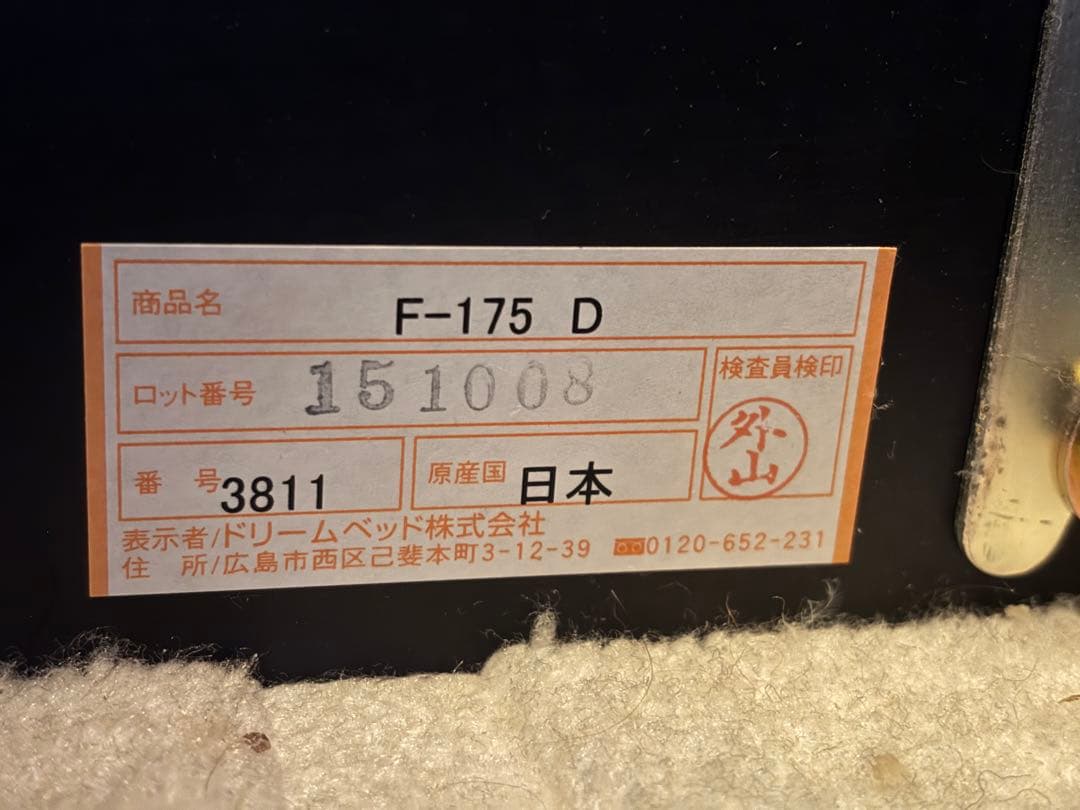 商品名 F-175 D
ロット番号 151008
検査員検印
外山
番号 3811
原産国 日本
表示者/ドリームベッド株式会社
住所/広島市西区己斐本町3-12-39 0120-652-231